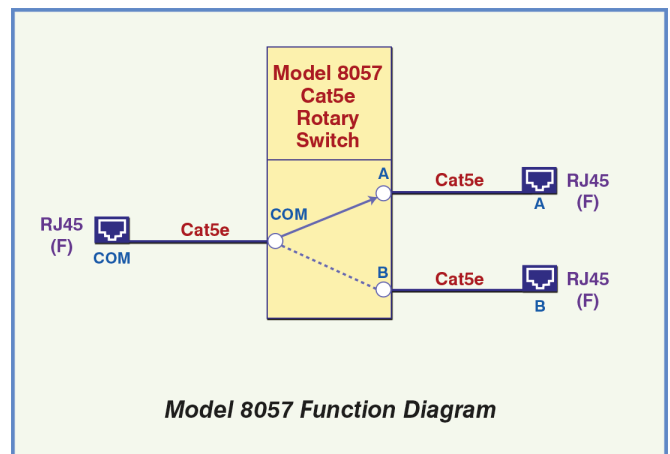 Model 8057
Cat5e
Rotary
Switch
A
COM
B
RJ45
(F)
COM
Cat5e
Cat5e
A
RJ45
(F)
Cat5e
B
RJ45
(F)
Model 8057 Function Diagram